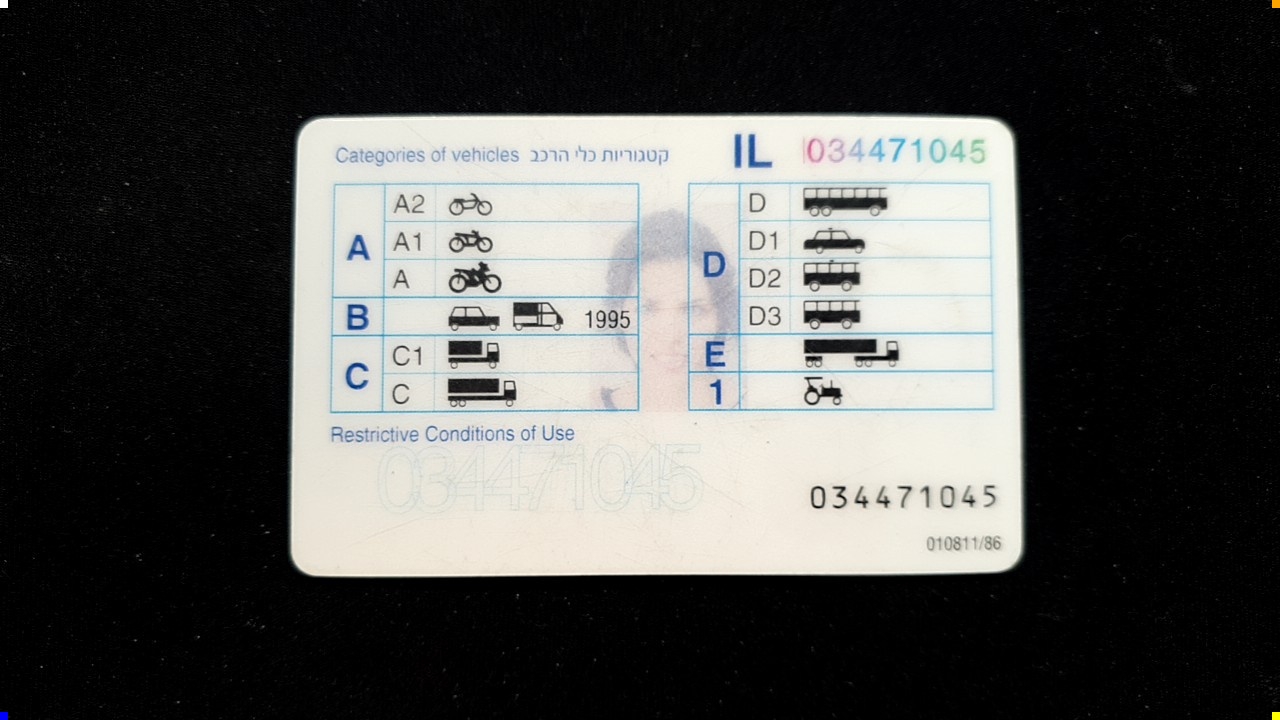 Categories of vehicles קטגוריות כלי הרכב
IL 034471045
A
A2
A1
A
B 1995
C
C1
C
D
D
D1
D2
D3
E
1
Restrictive Conditions of Use
034471045
034471045
010811/86